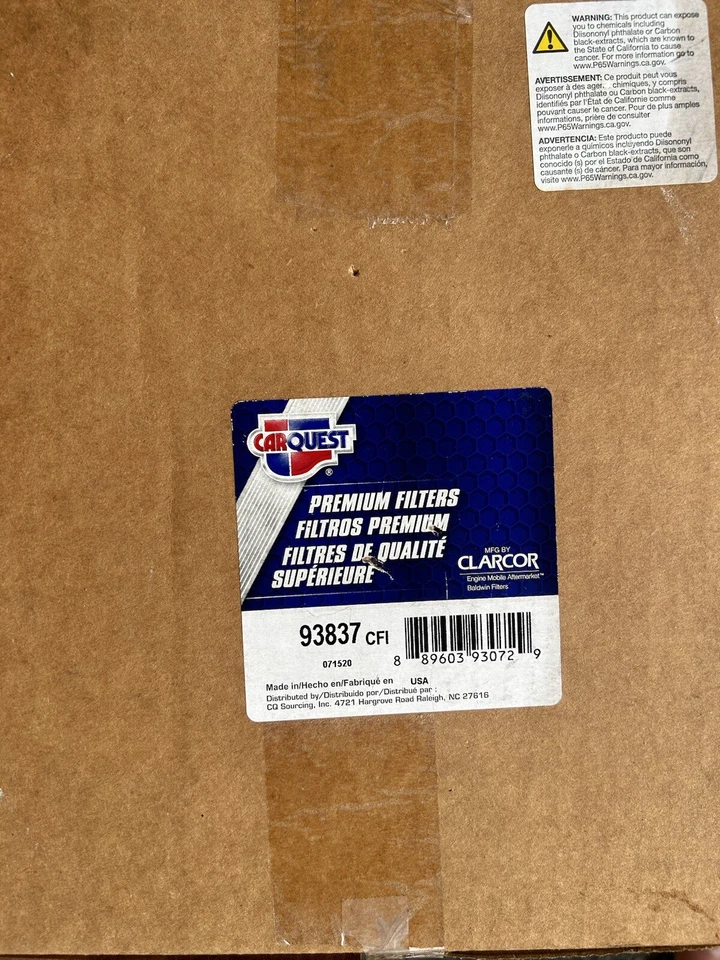 WARNING: This product can expose
you to chemicals including
Diisononyl phthalate or Carbon
black-extracts, which are known to
the State of California to cause
cancer. For more information go to
www.P65Warnings.ca.gov.
AVERTISSEMENT: Ce produit peut vous
exposer à des ager. chimiques, y compris
Diisononyl phthalate ou Carbon black-extracts,
identifiés par l'État de Californie comme
pouvant causer le cancer. Pour de plus amples
informations, prière de consulter
www.P65Warnings.ca.gov.
ADVERTENCIA: Este producto puede
exponerle a químicos incluyendo Diisononyl
phthalate o Carbon black-extracts, que son
conocido (s) por el Estado de California como
causante (s) de cáncer. Para mayor información,
visite www.P65Warnings.ca.gov.
CARQUEST
®
PREMIUM FILTERS
FILTROS PREMIUM
FILTRES DE QUALITÉ
SUPÉRIEURE
MFG BY
CLARCOR
Engine Mobile Aftermarket™
Baldwin Filters
93837 CFI
071520
8 89603 93072 9
Made in/Hecho en/Fabriqué en USA
Distributed by/Distribuido por/Distribué par :
CQ Sourcing, Inc. 4721 Hargrove Road Raleigh, NC 27616